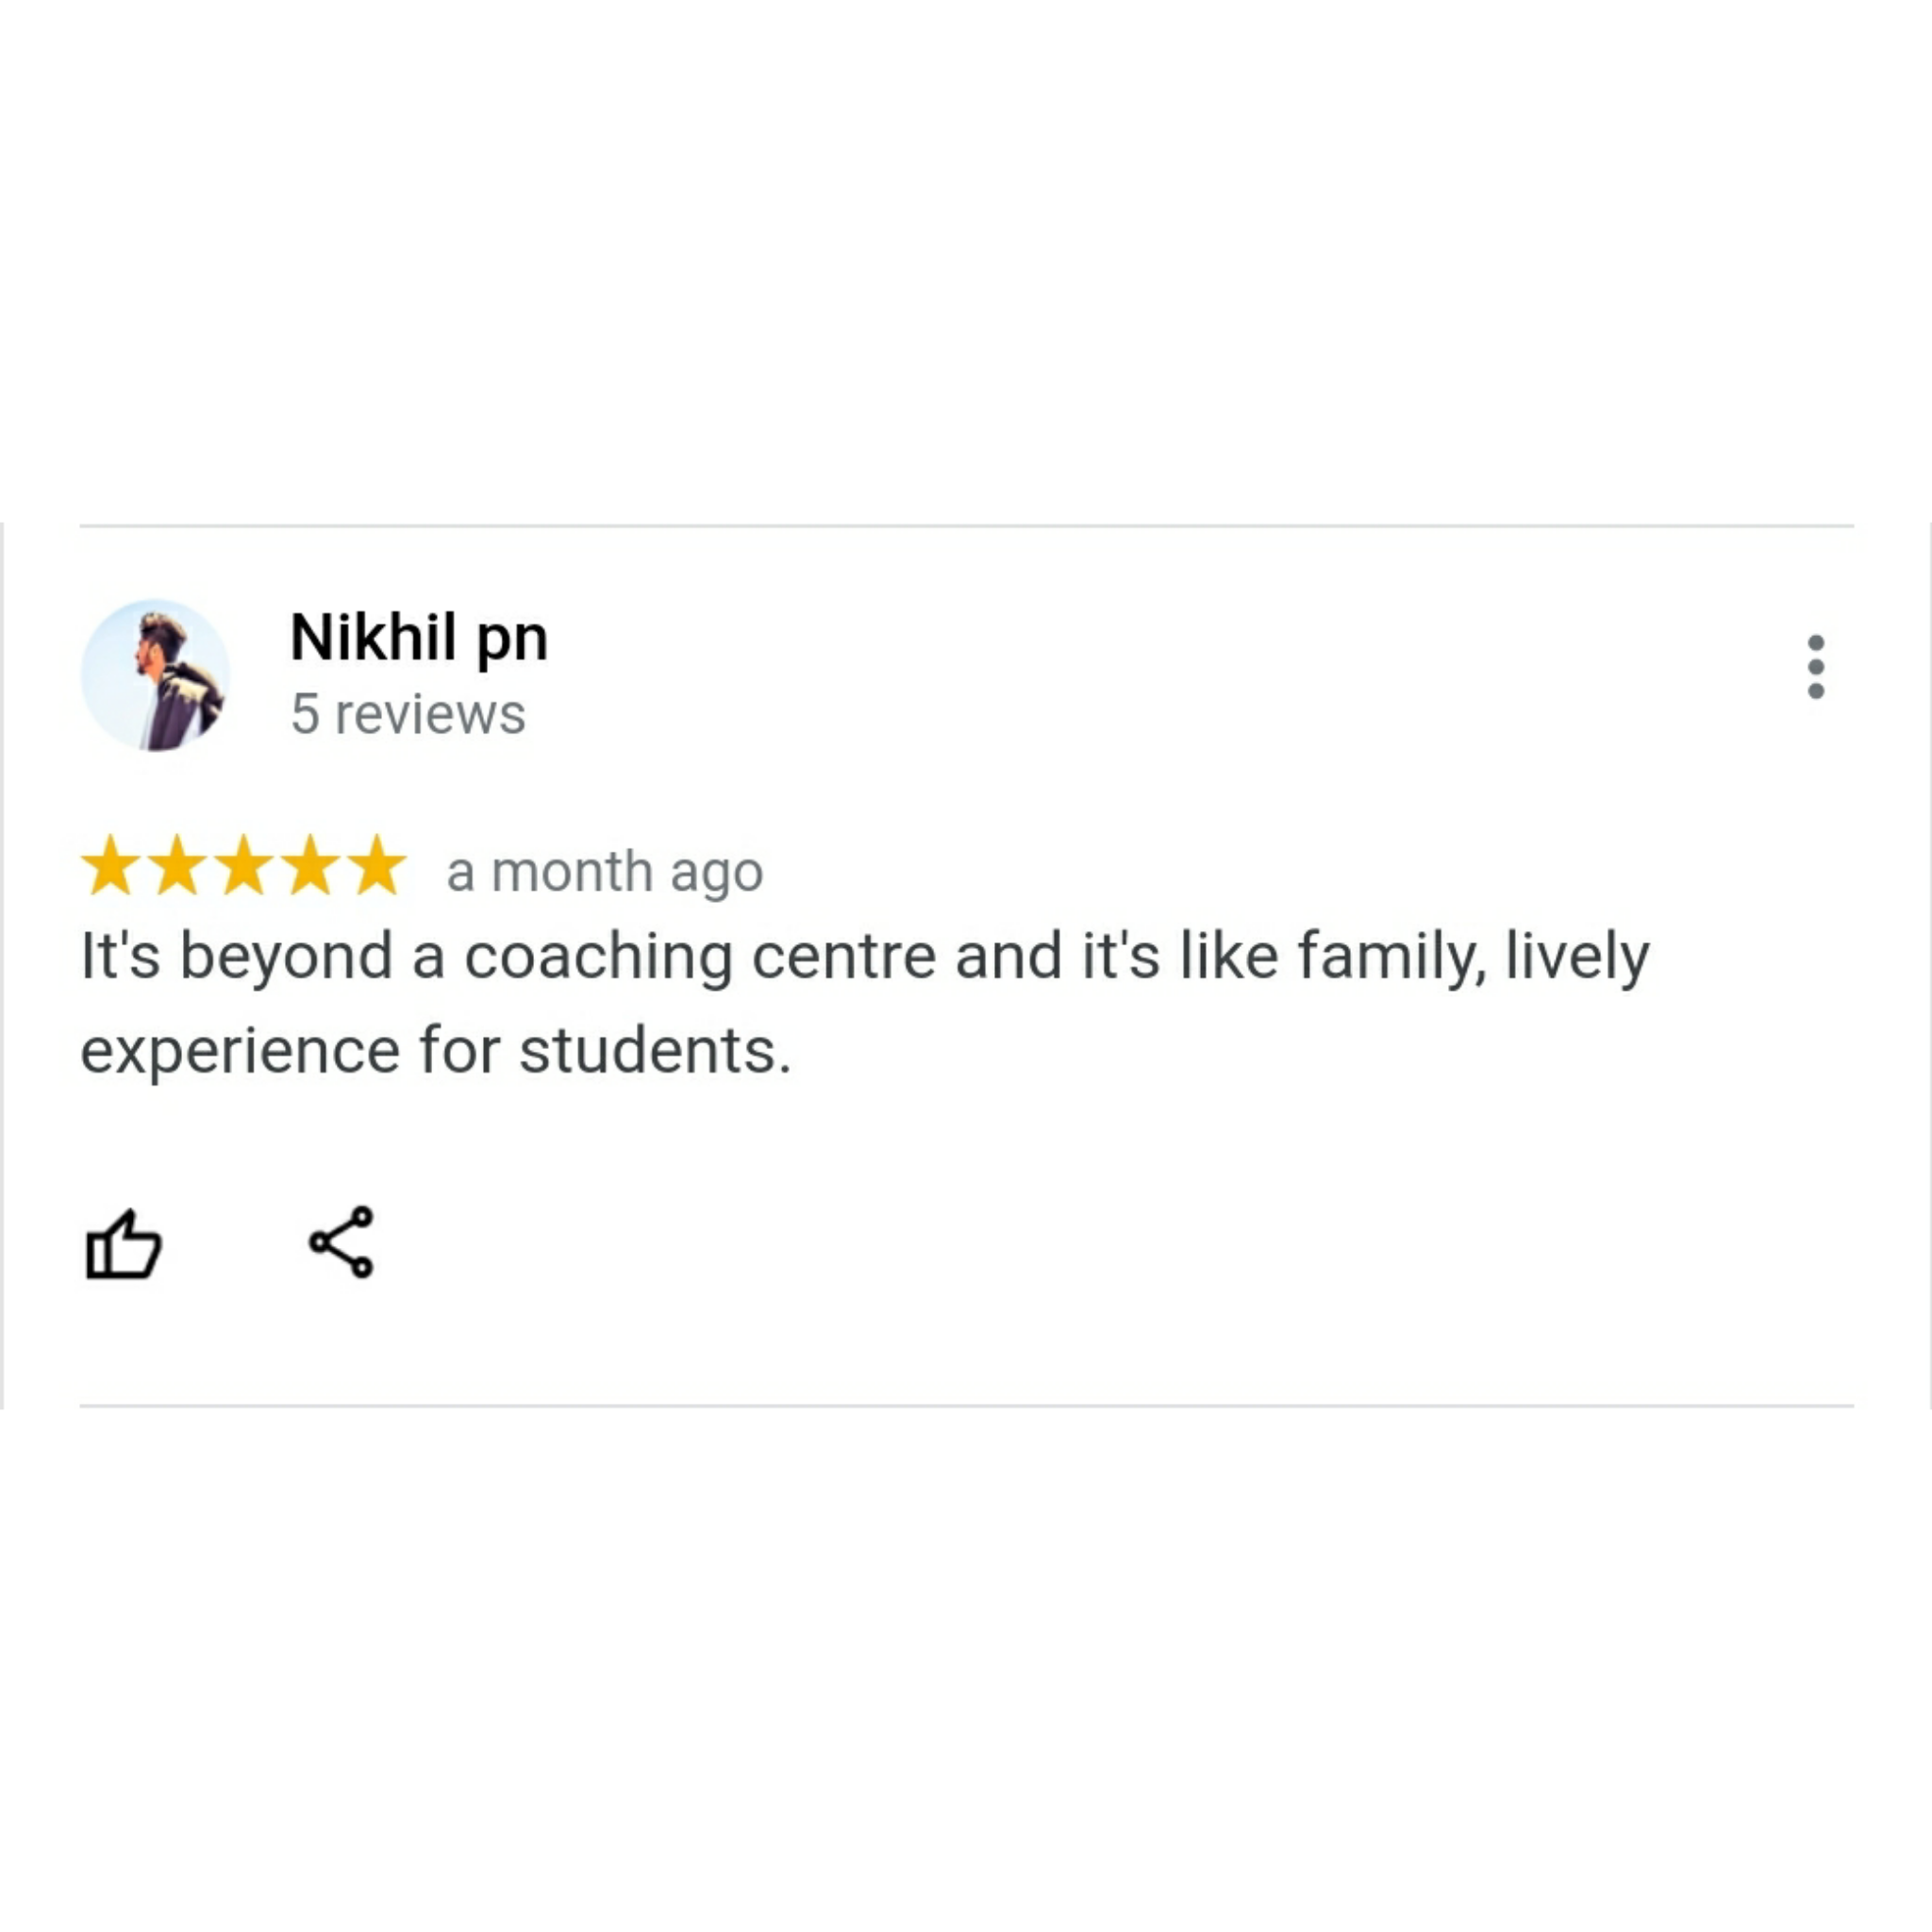 Nikhil pn
5 reviews
a month ago
It's beyond a coaching centre and it's like family, lively
experience for students.